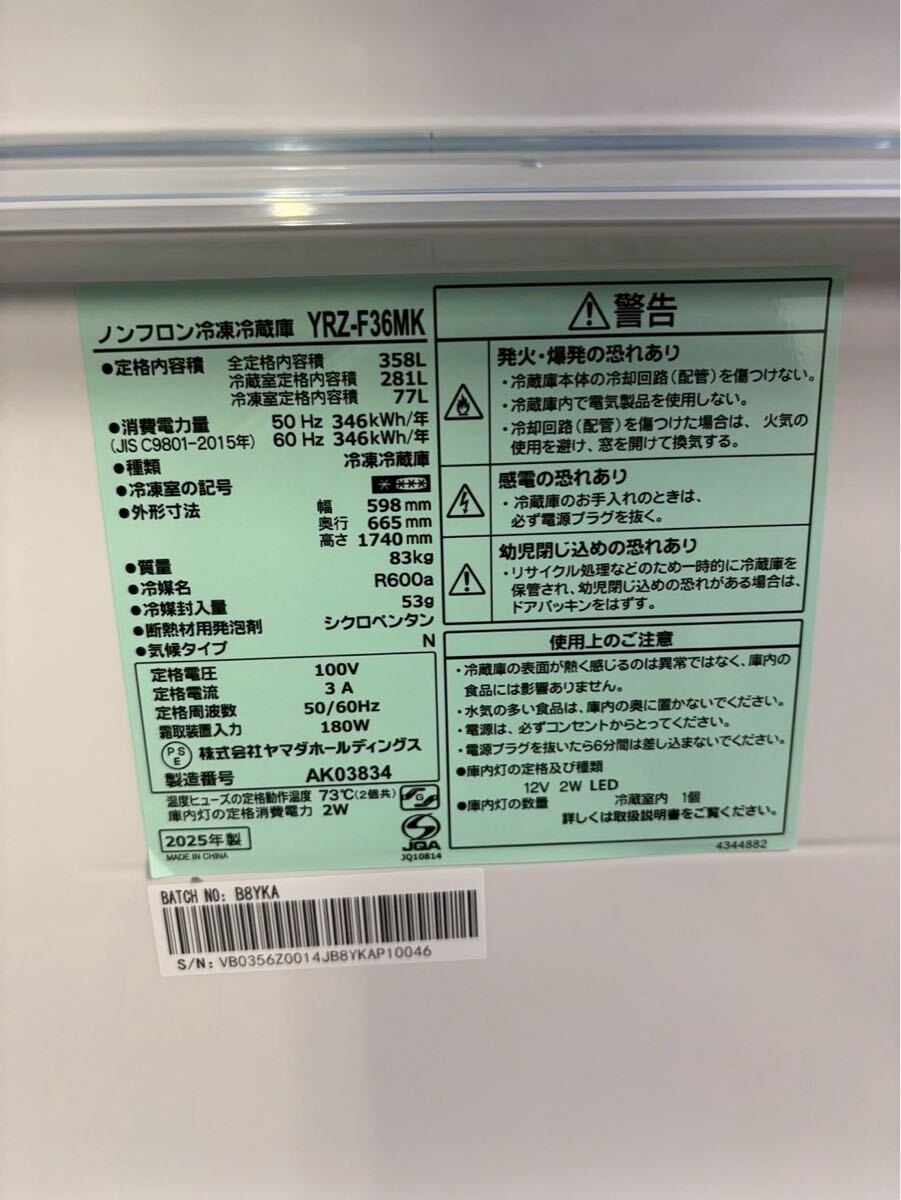 ノンフロン冷凍冷蔵庫 YRZ-F36MK
●定格内容積 全定格内容積 358L
冷蔵室定格内容積 281L
冷凍室定格内容積 77L
●消費電力量 50 Hz 346kWh/年
(JIS C9801-2015年) 60 Hz 346kWh/年
●種類 冷凍冷蔵庫
●冷凍室の記号 * ***
●外形寸法 幅 598mm
奥行 665mm
高さ 1740mm
●質量 83kg
●冷媒名 R600a
●冷媒封入量 53g
●断熱材用発泡剤 シクロペンタン
●気候タイプ N
定格電圧 100V
定格電流 3 A
定格周波数 50/60Hz
霜取装置入力 180W
PSE 株式会社ヤマダホールディングス
製造番号 AK03834
温度ヒューズの定格動作温度 73℃(2個共)
庫内灯の定格消費電力 2W
2025年製
MADE IN CHINA
JQA
JQ10814
⚠警告
発火・爆発の恐れあり
・冷蔵庫本体の冷却回路(配管)を傷つけない。
・冷蔵庫内で電気製品を使用しない。
・冷却回路(配管)を傷つけた場合は、火気の
使用を避け、窓を開けて換気する。
感電の恐れあり
・冷蔵庫のお手入れのときは、
必ず電源プラグを抜く。
幼児閉じ込めの恐れあり
・リサイクル処理などのため一時的に冷蔵庫を
保管され、幼児閉じ込めの恐れがある場合は、
ドアパッキンをはずす。
使用上のご注意
・冷蔵庫の表面が熱く感じるのは異常ではなく、庫内の
食品には影響ありません。
・水気の多い食品は、庫内の奥に置かないでください。
・電源は、必ずコンセントからとってください。
・電源プラグを抜いたら6分間は差し込まないでください。
●庫内灯の定格及び種類
12V 2W LED
●庫内灯の数量 冷蔵室内 1個
詳しくは取扱説明書をご覧ください。
4344882
BATCH NO: B8YKA
S/N: VB0356Z0014JB8YKAP10046